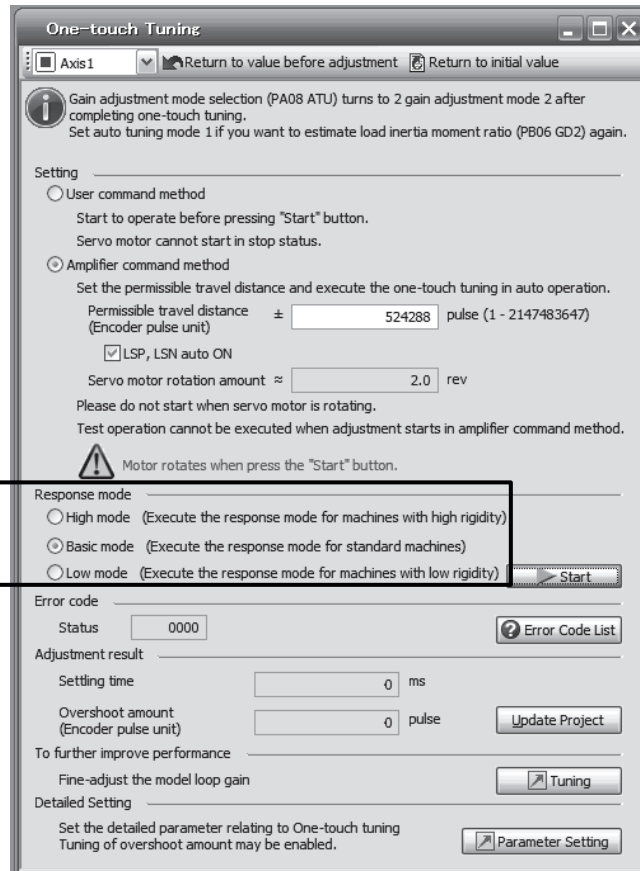 One-touch Tuning
Axis1 Return to value before adjustment Return to initial value
Gain adjustment mode selection (PA08 ATU) turns to 2 gain adjustment mode 2 after
completing one-touch tuning.
Set auto tuning mode 1 if you want to estimate load inertia moment ratio (PB06 GD2) again.
Setting
User command method
Start to operate before pressing "Start" button.
Servo motor cannot start in stop status.
Amplifier command method
Set the permissible travel distance and execute the one-touch tuning in auto operation.
Permissible travel distance ± 524288 pulse (1 - 2147483647)
(Encoder pulse unit)
LSP, LSN auto ON
Servo motor rotation amount ≈ 2.0 rev
Please do not start when servo motor is rotating.
Test operation cannot be executed when adjustment starts in amplifier command method.
Motor rotates when press the "Start" button.
Response mode
High mode (Execute the response mode for machines with high rigidity)
Basic mode (Execute the response mode for standard machines)
Low mode (Execute the response mode for machines with low rigidity) Start
Error code
Status 0000 Error Code List
Adjustment result
Settling time 0 ms
Overshoot amount 0 pulse Update Project
(Encoder pulse unit)
To further improve performance
Fine-adjust the model loop gain Tuning
Detailed Setting
Set the detailed parameter relating to One-touch tuning
Tuning of overshoot amount may be enabled. Parameter Setting